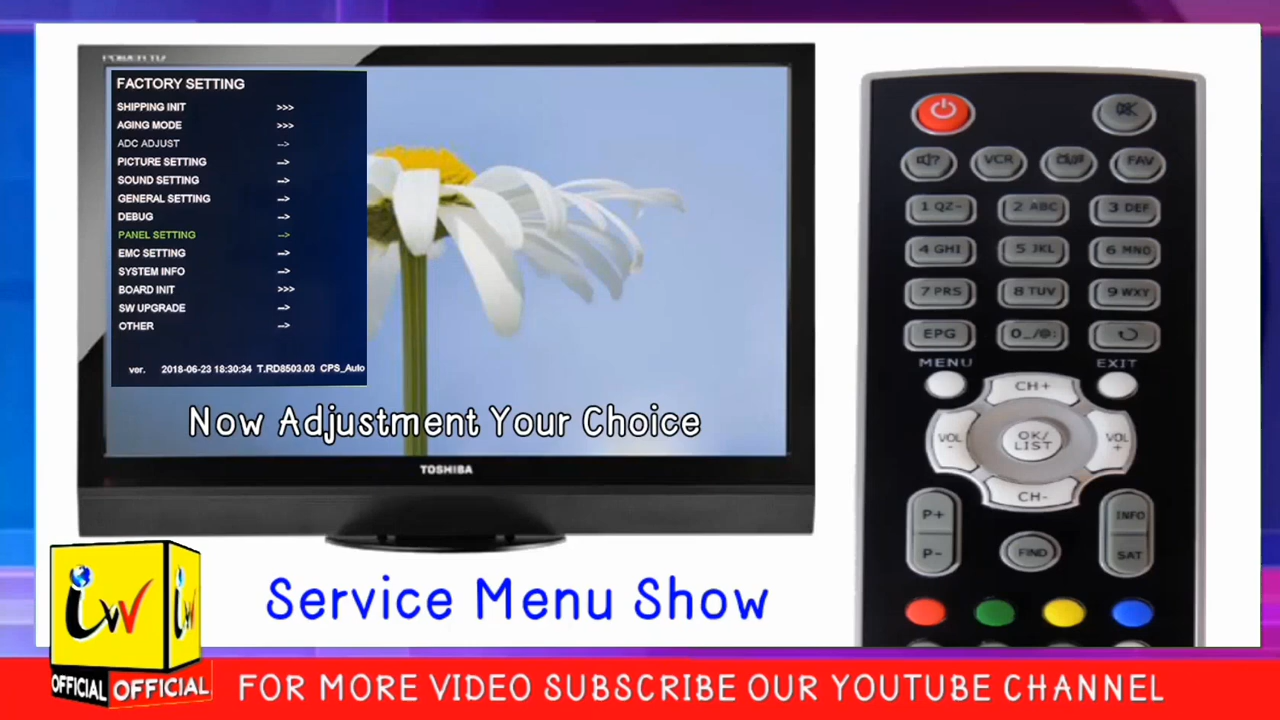 FACTORY SETTING
SHIPPING INIT >>>
AGING MODE >>>
ADC ADJUST -->
PICTURE SETTING -->
SOUND SETTING -->
GENERAL SETTING -->
DEBUG -->
PANEL SETTING -->
EMC SETTING -->
SYSTEM INFO -->
BOARD INIT >>>
SW UPGRADE -->
OTHER -->
ver. 2018-06-23 18:30:34 T.RD8503.03 CPS_Auto
Now Adjustment Your Choice
TOSHIBA
Service Menu Show
VCR FAV
1 QZ- 2 ABC 3 DEF
4 GHI 5 JKL 6 MNO
7 PRS 8 TUV 9 WXY
EPG 0_/@:
MENU EXIT
CH+
VOL - OK/ VOL +
LIST
CH-
P+ INFO
P- FIND SAT
iw iw
OFFICIAL OFFICIAL
FOR MORE VIDEO SUBSCRIBE OUR YOUTUBE CHANNEL